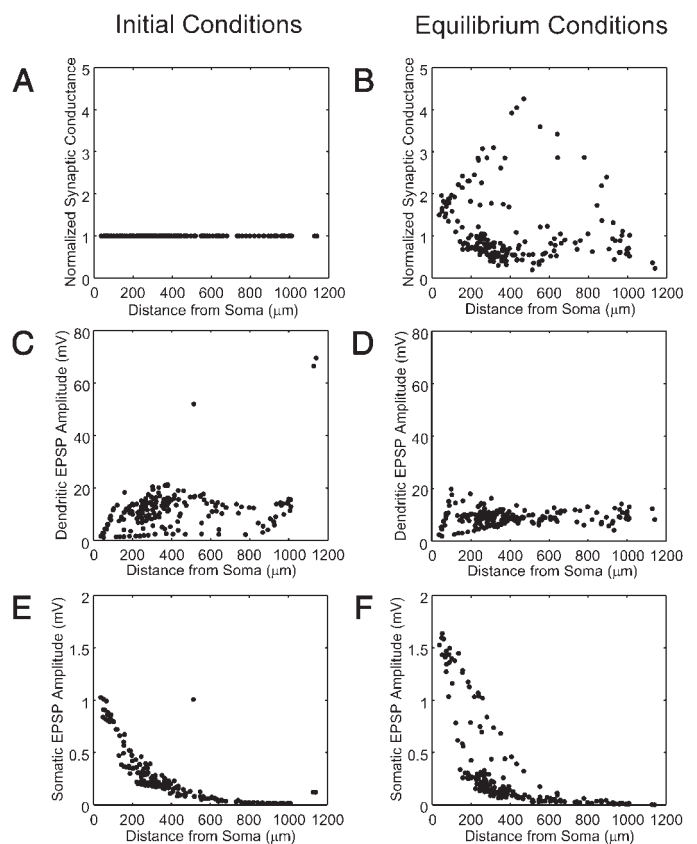 Initial Conditions
Equilibrium Conditions
A
Normalized Synaptic Conductance
5
4
3
2
1
0
0 200 400 600 800 1000 1200
Distance from Soma (μm)
B
Normalized Synaptic Conductance
5
4
3
2
1
0
0 200 400 600 800 1000 1200
Distance from Soma (μm)
C
Dendritic EPSP Amplitude (mV)
80
60
40
20
0
0 200 400 600 800 1000 1200
Distance from Soma (μm)
D
Dendritic EPSP Amplitude (mV)
80
60
40
20
0
0 200 400 600 800 1000 1200
Distance from Soma (μm)
E
Somatic EPSP Amplitude (mV)
2
1.5
1
0.5
0
0 200 400 600 800 1000 1200
Distance from Soma (μm)
F
Somatic EPSP Amplitude (mV)
2
1.5
1
0.5
0
0 200 400 600 800 1000 1200
Distance from Soma (μm)